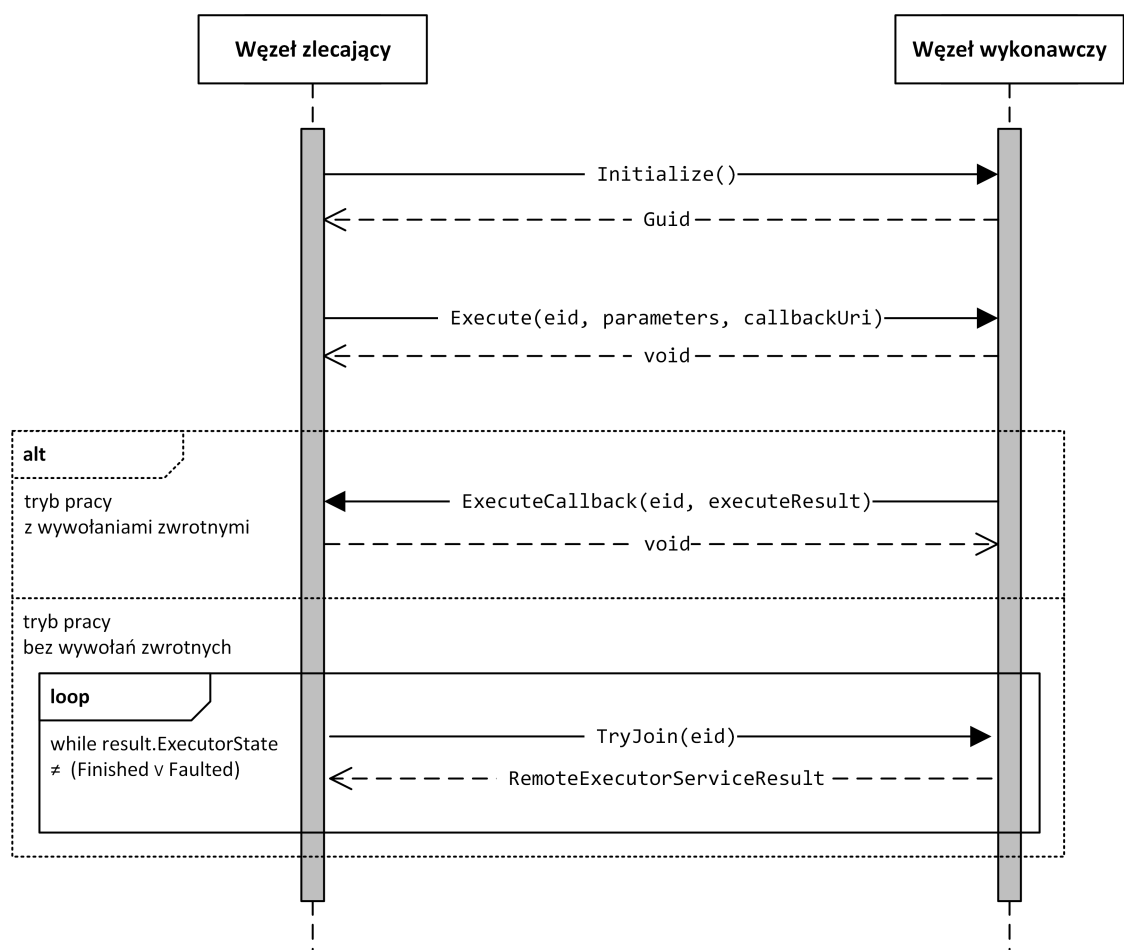 Węzeł zlecający
Węzeł wykonawczy
Initialize()
Guid
Execute(eid, parameters, callbackUri)
void
alt
tryb pracy
z wywołaniami zwrotnymi
ExecuteCallback(eid, executeResult)
void
tryb pracy
bez wywołań zwrotnych
loop
while result.ExecutorState
≠ (Finished ∨ Faulted)
TryJoin(eid)
RemoteExecutorServiceResult